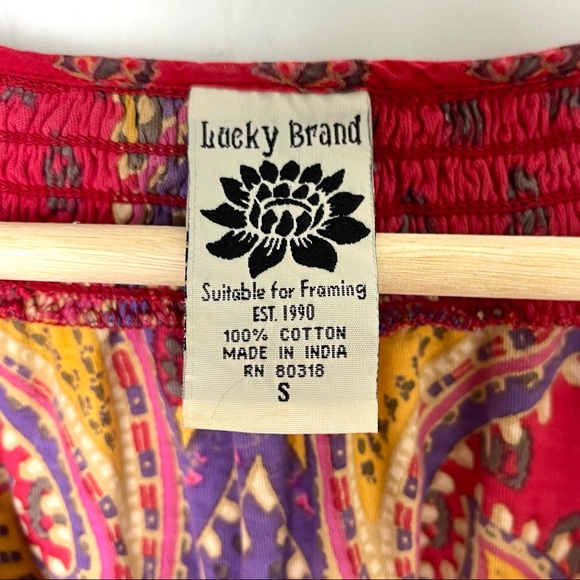 Lucky Brand
Suitable for Framing
EST. 1990
100% COTTON
MADE IN INDIA
RN 80318
S